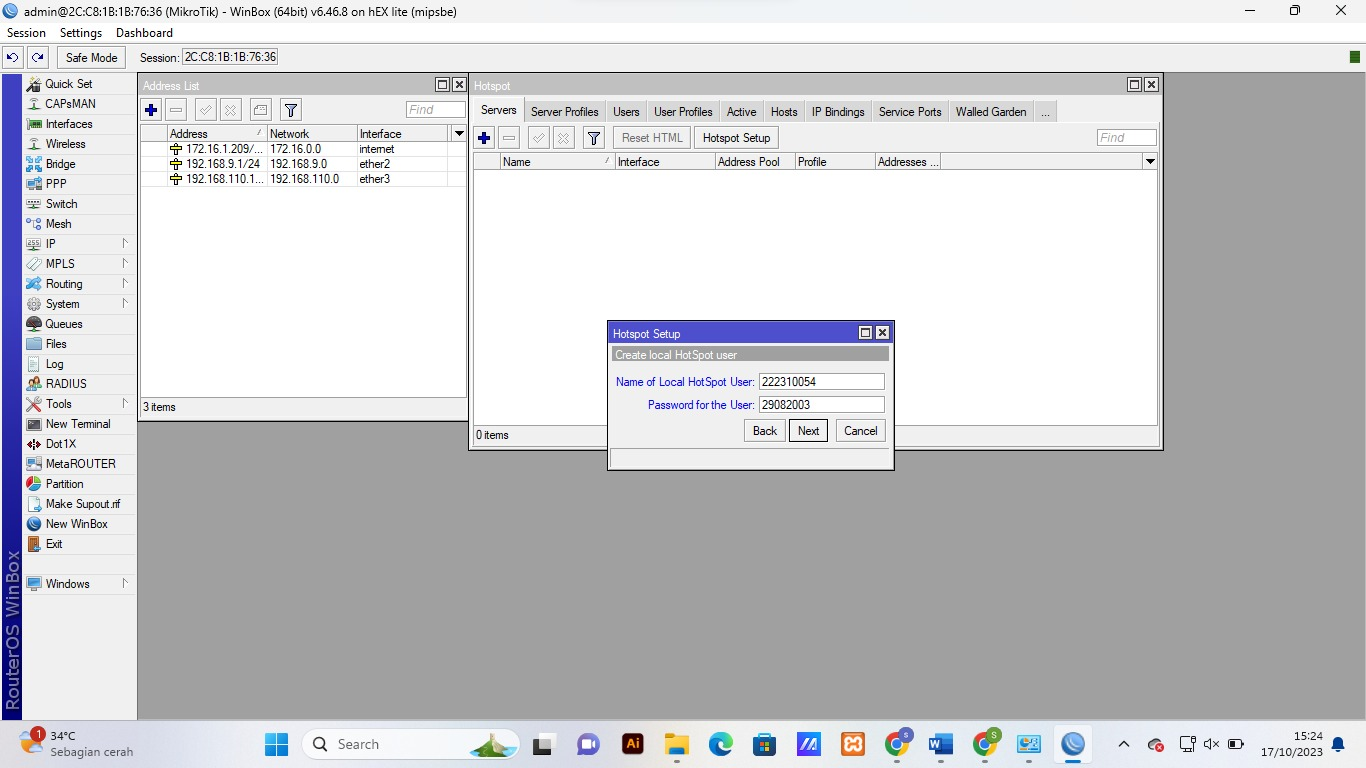 admin@2C:C8:1B:1B:76:36 (MikroTik) - WinBox (64bit) v6.46.8 on hEX lite (mipsbe)
Session Settings Dashboard
Safe Mode Session: 2C:C8:1B:1B:76:36
RouterOS WinBox
Quick Set
CAPsMAN
Interfaces
Wireless
Bridge
PPP
Switch
Mesh
IP
MPLS
Routing
System
Queues
Files
Log
RADIUS
Tools
New Terminal
Dot1X
MetaROUTER
Partition
Make Supout.rif
New WinBox
Exit
Windows
Address List
Find
Address Network Interface
172.16.1.209/... 172.16.0.0 internet
192.168.9.1/24 192.168.9.0 ether2
192.168.110.1... 192.168.110.0 ether3
3 items
Hotspot
Servers Server Profiles Users User Profiles Active Hosts IP Bindings Service Ports Walled Garden ...
Reset HTML Hotspot Setup Find
Name Interface Address Pool Profile Addresses ...
0 items
Hotspot Setup
Create local HotSpot user
Name of Local HotSpot User: 222310054
Password for the User: 29082003
Back Next Cancel
1
34°C
Sebagian cerah
Search
Ai
S
W
S
15:24
17/10/2023